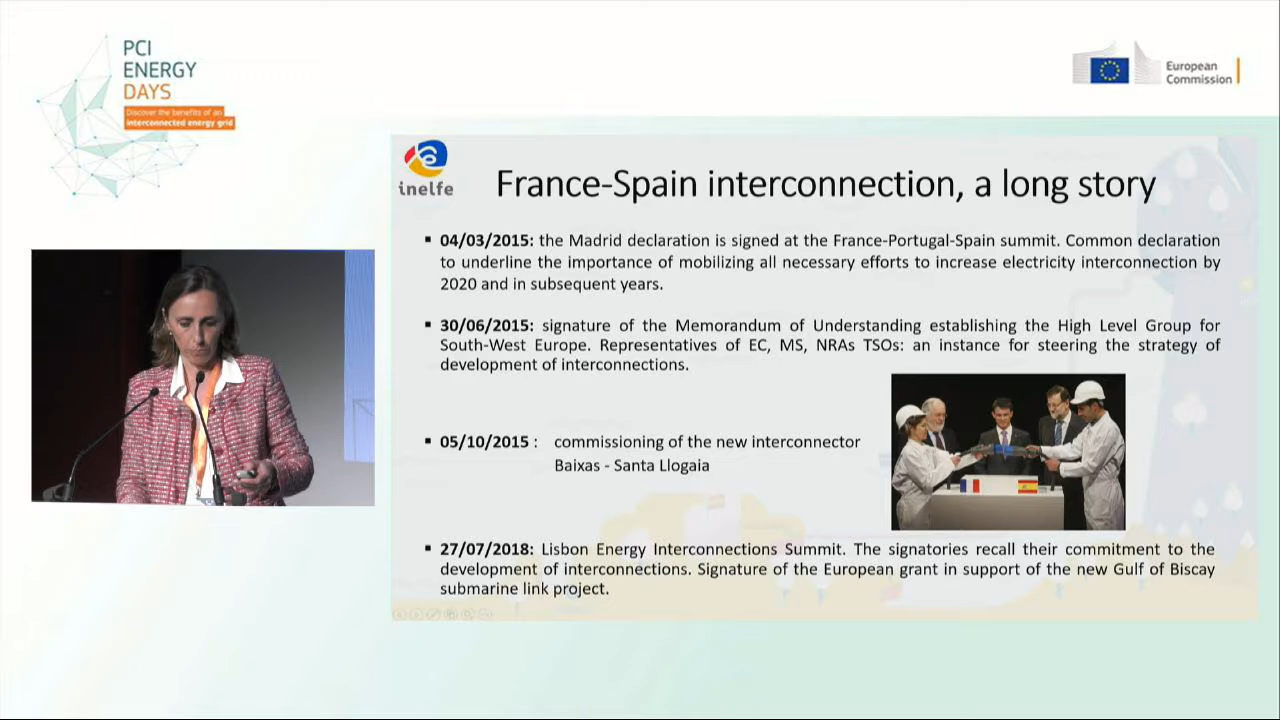 PCI
ENERGY
DAYS
Discover the benefits of an
interconnected energy grid
European
Commission
inelfe
France-Spain interconnection, a long story
▪ 04/03/2015: the Madrid declaration is signed at the France-Portugal-Spain summit. Common declaration
to underline the importance of mobilizing all necessary efforts to increase electricity interconnection by
2020 and in subsequent years.
▪ 30/06/2015: signature of the Memorandum of Understanding establishing the High Level Group for
South-West Europe. Representatives of EC, MS, NRAs TSOs: an instance for steering the strategy of
development of interconnections.
▪ 05/10/2015 : commissioning of the new interconnector
Baixas - Santa Llogaia
▪ 27/07/2018: Lisbon Energy Interconnections Summit. The signatories recall their commitment to the
development of interconnections. Signature of the European grant in support of the new Gulf of Biscay
submarine link project.